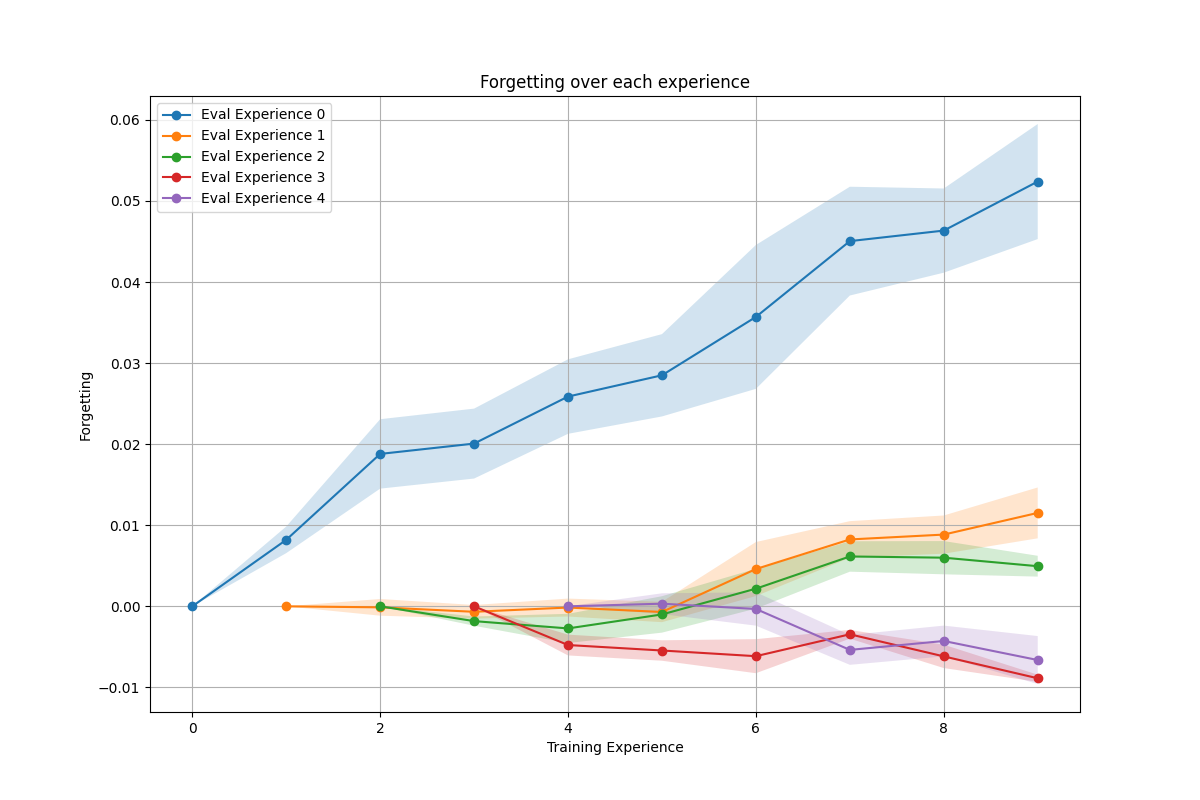 Forgetting over each experience
Eval Experience 0
Eval Experience 1
Eval Experience 2
Eval Experience 3
Eval Experience 4
0.06
0.05
0.04
0.03
0.02
0.01
0.00
−0.01
Forgetting
0 2 4 6 8
Training Experience